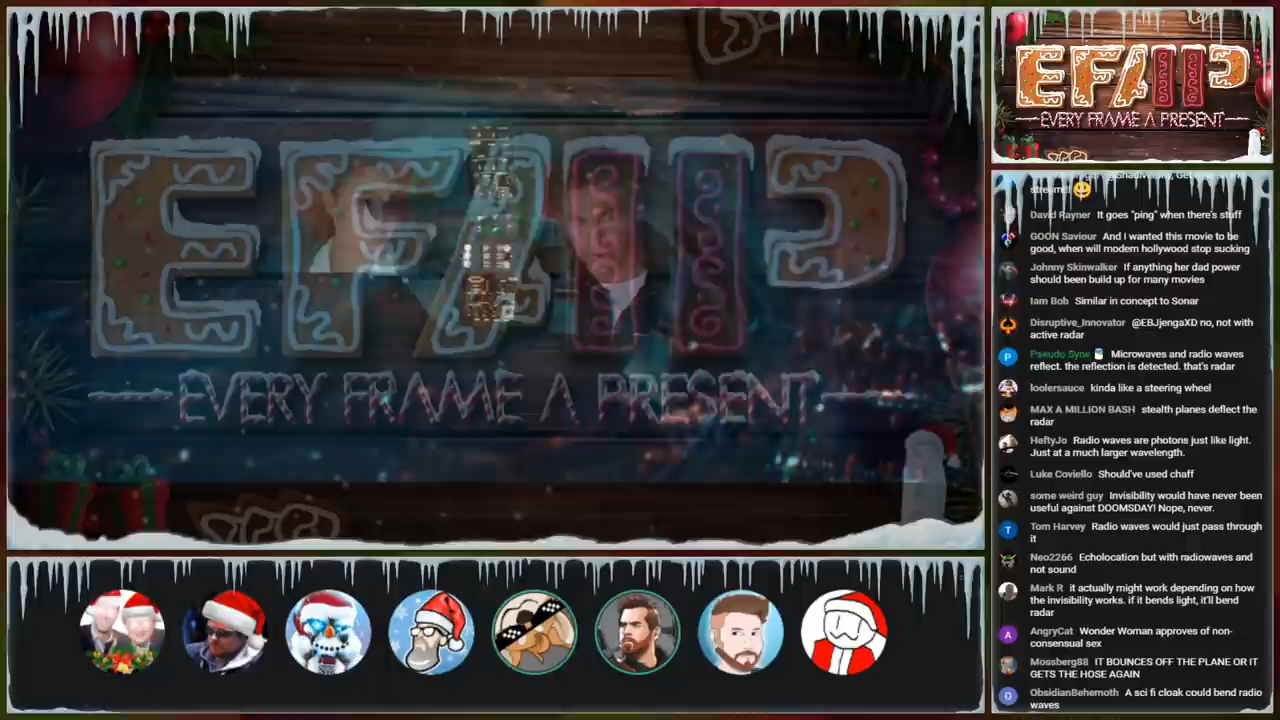 EFAP
EVERY FRAME A PRESENT
EFAP
EVERY FRAME A PRESENT
stream!!
David Rayner It goes "ping" when there's stuff
GOON Saviour And I wanted this movie to be
good, when will modern hollywood stop sucking
Johnny Skinwalker If anything her dad power
should been build up for many movies
Iam Bob Similar in concept to Sonar
Disruptive_Innovator @EBJjengaXD no, not with
active radar
Pseudo Syne Microwaves and radio waves
reflect. the reflection is detected. that's radar
loolersauce kinda like a steering wheel
MAX A MILLION BASH stealth planes deflect the
radar
HeftyJo Radio waves are photons just like light.
Just at a much larger wavelength.
Luke Coviello Should've used chaff
some weird guy Invisibility would have never been
useful against DOOMSDAY! Nope, never.
Tom Harvey Radio waves would just pass through
it
Neo2266 Echolocation but with radiowaves and
not sound
Mark R it actually might work depending on how
the invisibility works. if it bends light, it'll bend
radar
AngryCat Wonder Woman approves of non-
consensual sex
Mossberg88 IT BOUNCES OFF THE PLANE OR IT
GETS THE HOSE AGAIN
ObsidianBehemoth A sci fi cloak could bend radio
waves